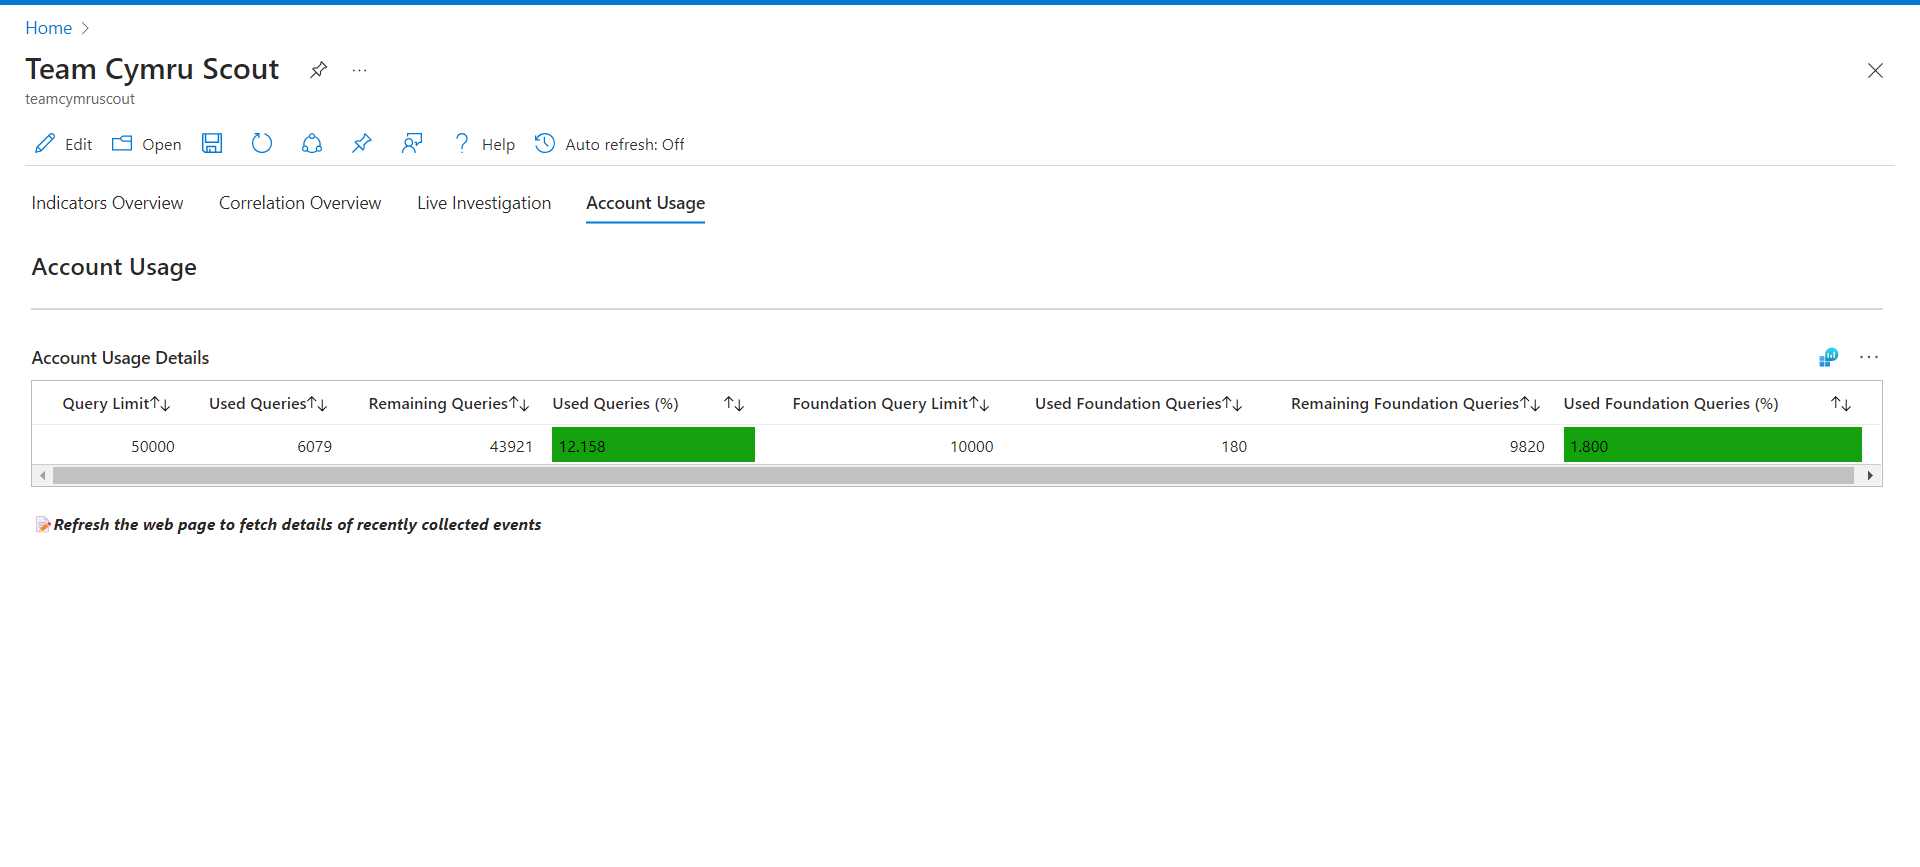 Home
Team Cymru Scout
teamcymruscout
Edit Open Help Auto refresh: Off
Indicators Overview Correlation Overview Live Investigation Account Usage
Account Usage
Account Usage Details
Query Limit↑↓ Used Queries↑↓ Remaining Queries↑↓ Used Queries (%) ↑↓ Foundation Query Limit↑↓ Used Foundation Queries↑↓ Remaining Foundation Queries↑↓ Used Foundation Queries (%) ↑↓
50000 6079 43921 12.158 10000 180 9820 1.800
Refresh the web page to fetch details of recently collected events